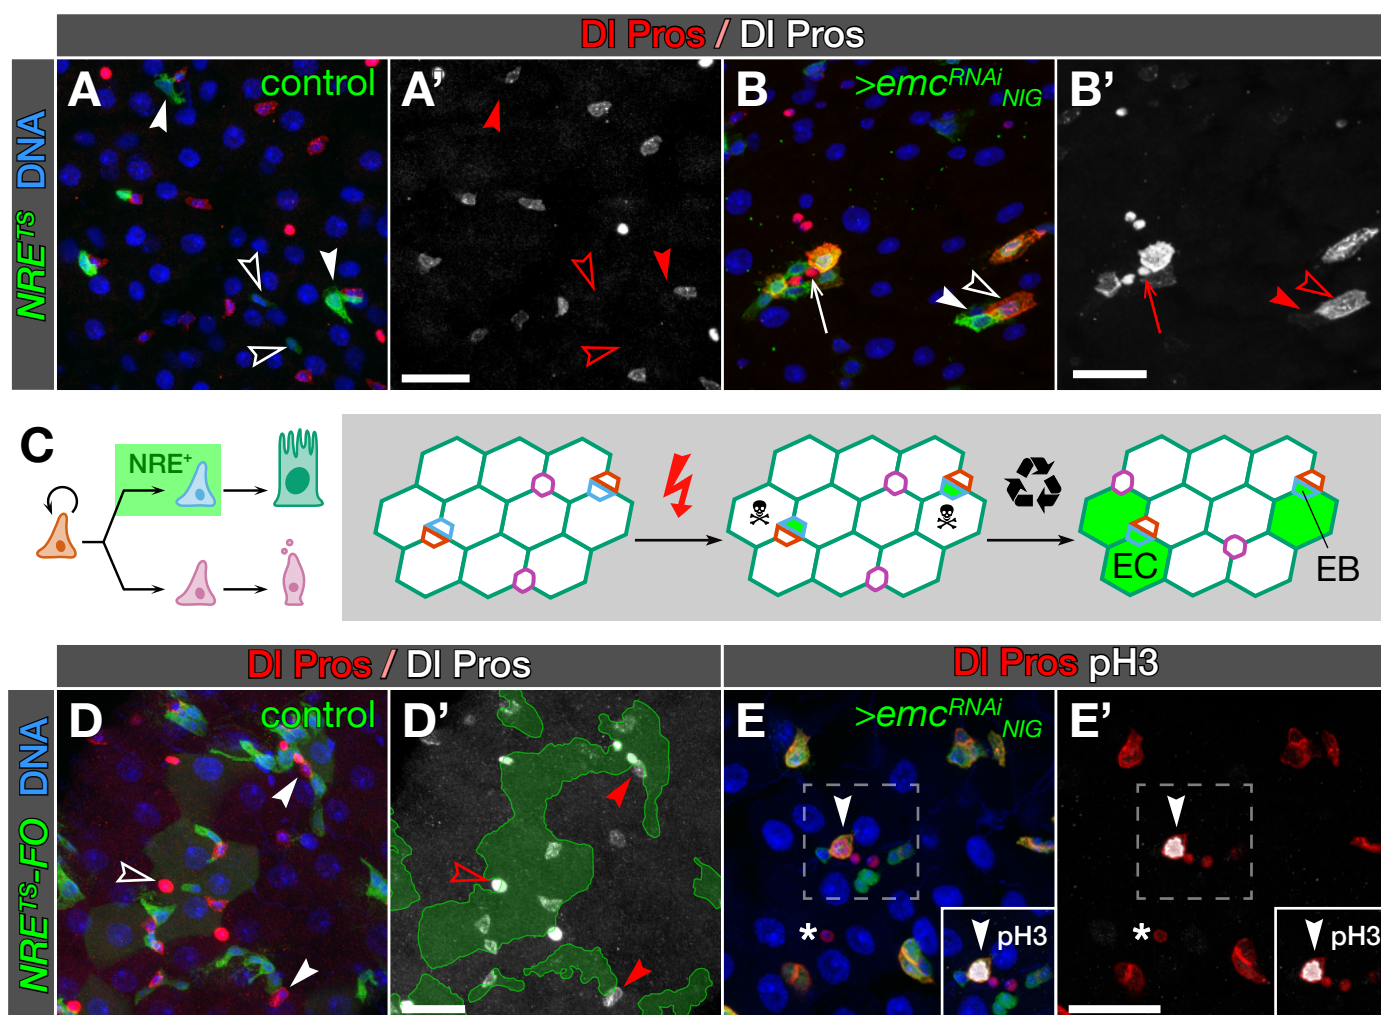 Dl Pros / Dl Pros
NRETS DNA
A
control
A'
B
>emcRNAi NIG
B'
C
NRE+
EC
EB
Dl Pros / Dl Pros
Dl Pros pH3
NRETS-FO DNA
D
control
D'
E
>emcRNAi NIG
E'
*
*
pH3
pH3